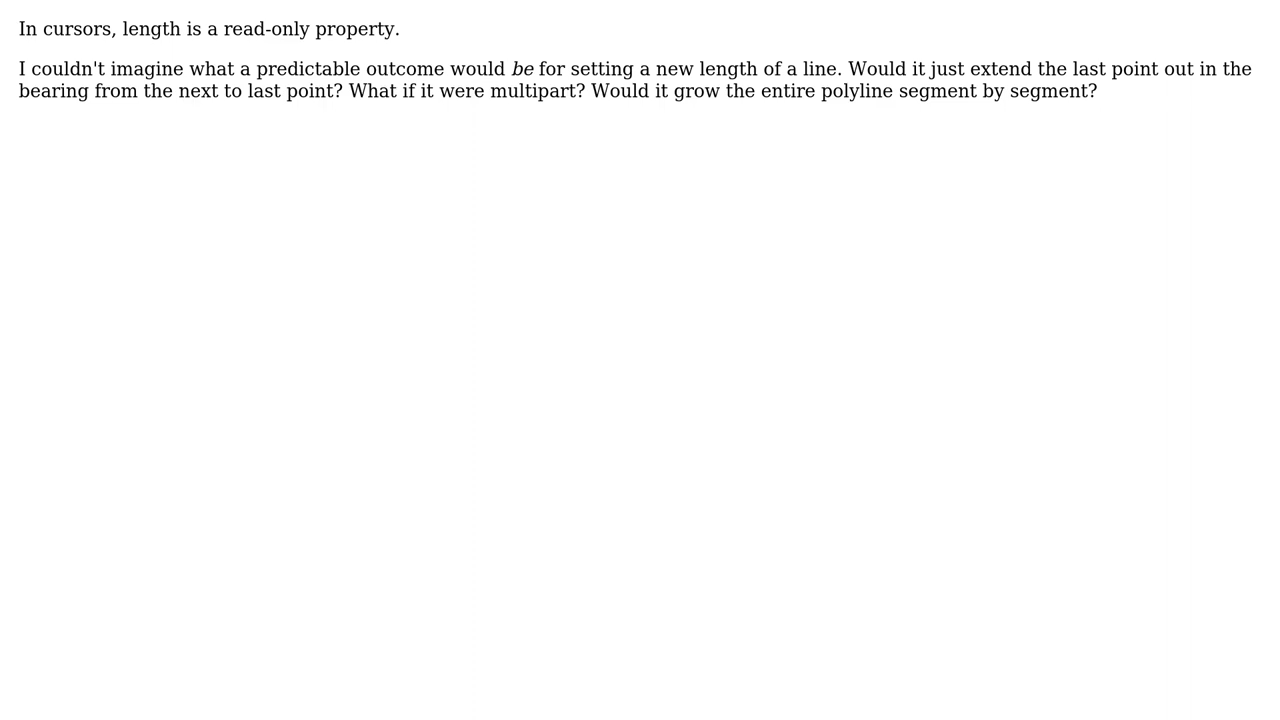 In cursors, length is a read-only property.
I couldn't imagine what a predictable outcome would be for setting a new length of a line. Would it just extend the last point out in the
bearing from the next to last point? What if it were multipart? Would it grow the entire polyline segment by segment?